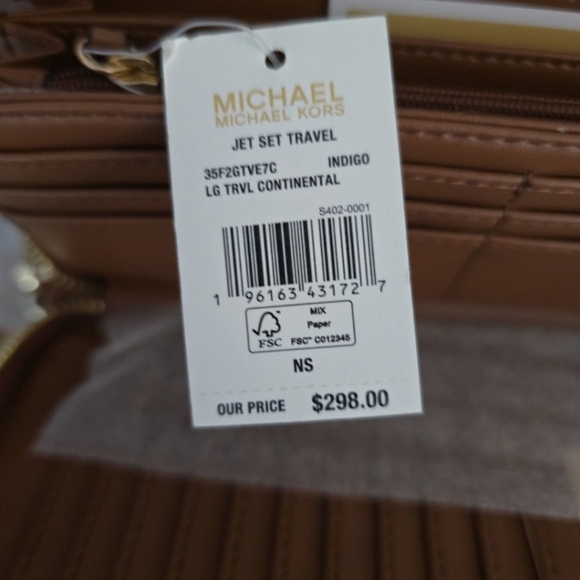 MICHAEL
MICHAEL KORS
JET SET TRAVEL
35F2GTVE7C INDIGO
LG TRVL CONTINENTAL
S402-0001
1 96163 43172 7
FSC
MIX
Paper
FSC™ C012345
NS
OUR PRICE $298.00